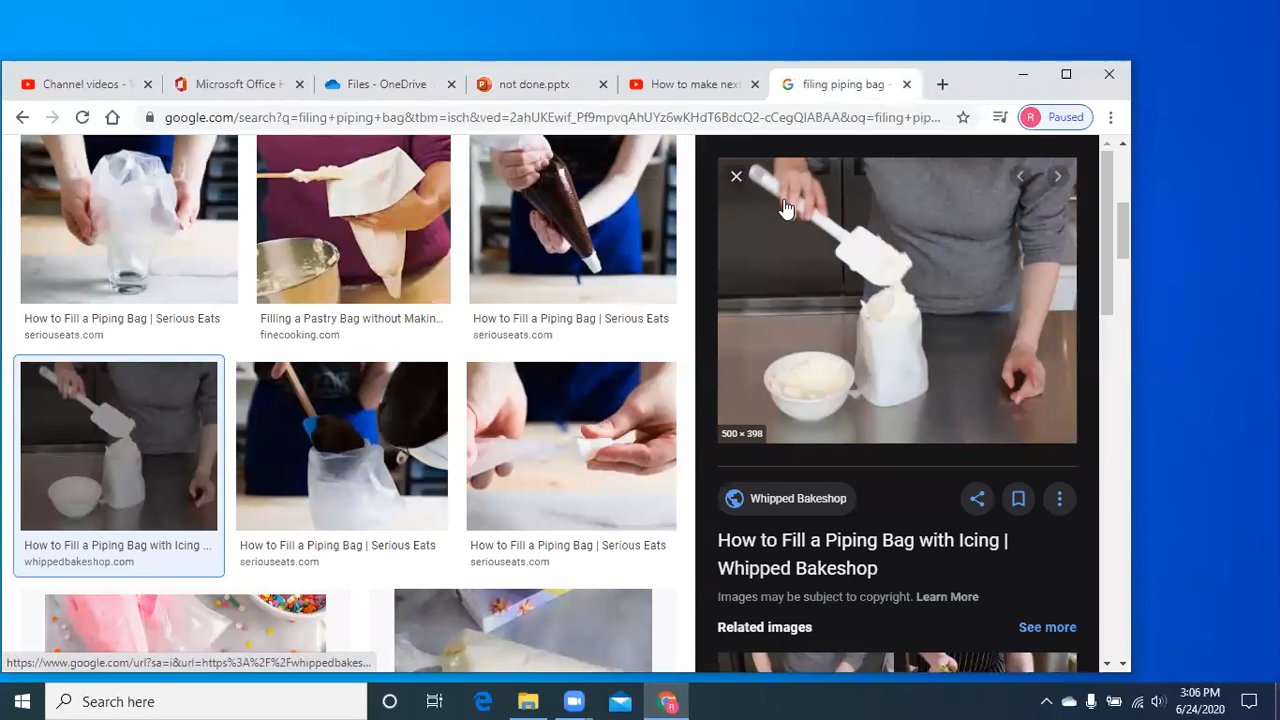 Channel videos -
Microsoft Office H
Files - OneDrive
not done.pptx
How to make next
filing piping bag -
google.com/search?q=filing+piping+bag&tbm=isch&ved=2ahUKEwif_Pf9mpvqAhUYz6wKHdT6BdcQ2-cCegQIABAA&oq=filing+pip...
R
Paused
How to Fill a Piping Bag | Serious Eats
seriouseats.com
Filling a Pastry Bag without Makin...
finecooking.com
How to Fill a Piping Bag | Serious Eats
seriouseats.com
How to Fill a Piping Bag with Icing ...
whippedbakeshop.com
How to Fill a Piping Bag | Serious Eats
seriouseats.com
How to Fill a Piping Bag | Serious Eats
seriouseats.com
500 × 398
Whipped Bakeshop
How to Fill a Piping Bag with Icing |
Whipped Bakeshop
Images may be subject to copyright. Learn More
Related images
See more
https://www.google.com/url?sa=i&url=https%3A%2F%2Fwhippedbakes...
Search here
R
3:06 PM
6/24/2020